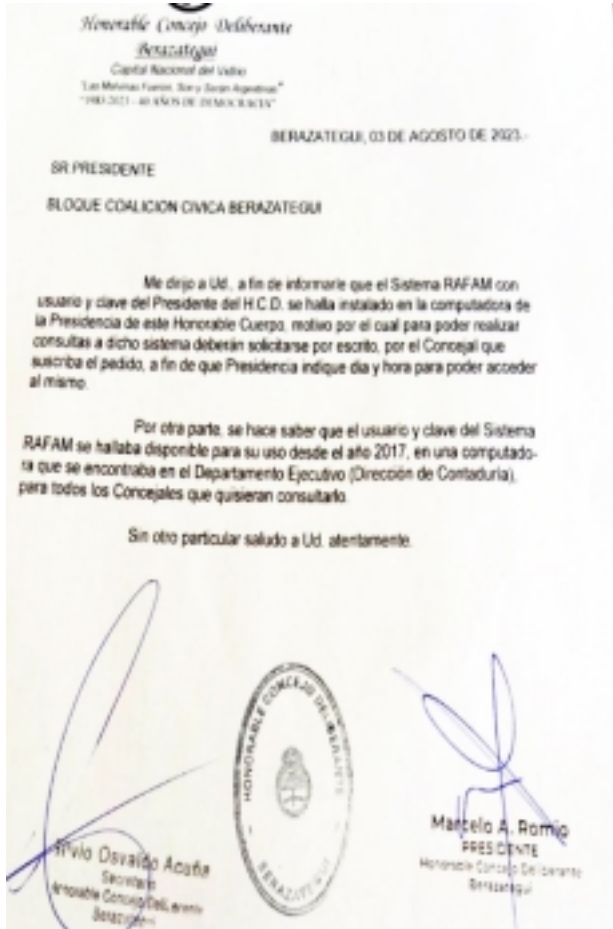 Honorable Concejo Deliberante
Berazategui
Capital Nacional del Vidrio
"Las Malvinas Fueron, Son y Serán Argentinas"
"1983-2023 - 40 AÑOS DE DEMOCRACIA"
BERAZATEGUI, 03 DE AGOSTO DE 2023.-
SR PRESIDENTE
BLOQUE COALICION CIVICA BERAZATEGUI
Me dirijo a Ud., a fin de informarle que el Sistema RAFAM con
usuario y clave del Presidente del H.C.D. se halla instalado en la computadora de
la Presidencia de este Honorable Cuerpo, motivo por el cual para poder realizar
consultas a dicho sistema deberán solicitarse por escrito, por el Concejal que
suscriba el pedido, a fin de que Presidencia indique dia y hora para poder acceder
al mismo.
Por otra parte, se hace saber que el usuario y clave del Sistema
RAFAM se hallaba disponible para su uso desde el año 2017, en una computado-
ra que se encontraba en el Departamento Ejecutivo (Dirección de Contaduría),
para todos los Concejales que quisieran consultarlo.
Sin otro particular saludo a Ud. atentamente.
HONORABLE CONCEJO DELIBERANTE
BERAZATEGUI
Osvaldo Acuña
Secretario
Honorable Concejo Deliberante
Berazategui
Marcelo A. Romio
PRESIDENTE
Honorable Concejo Deliberante
Berazategui